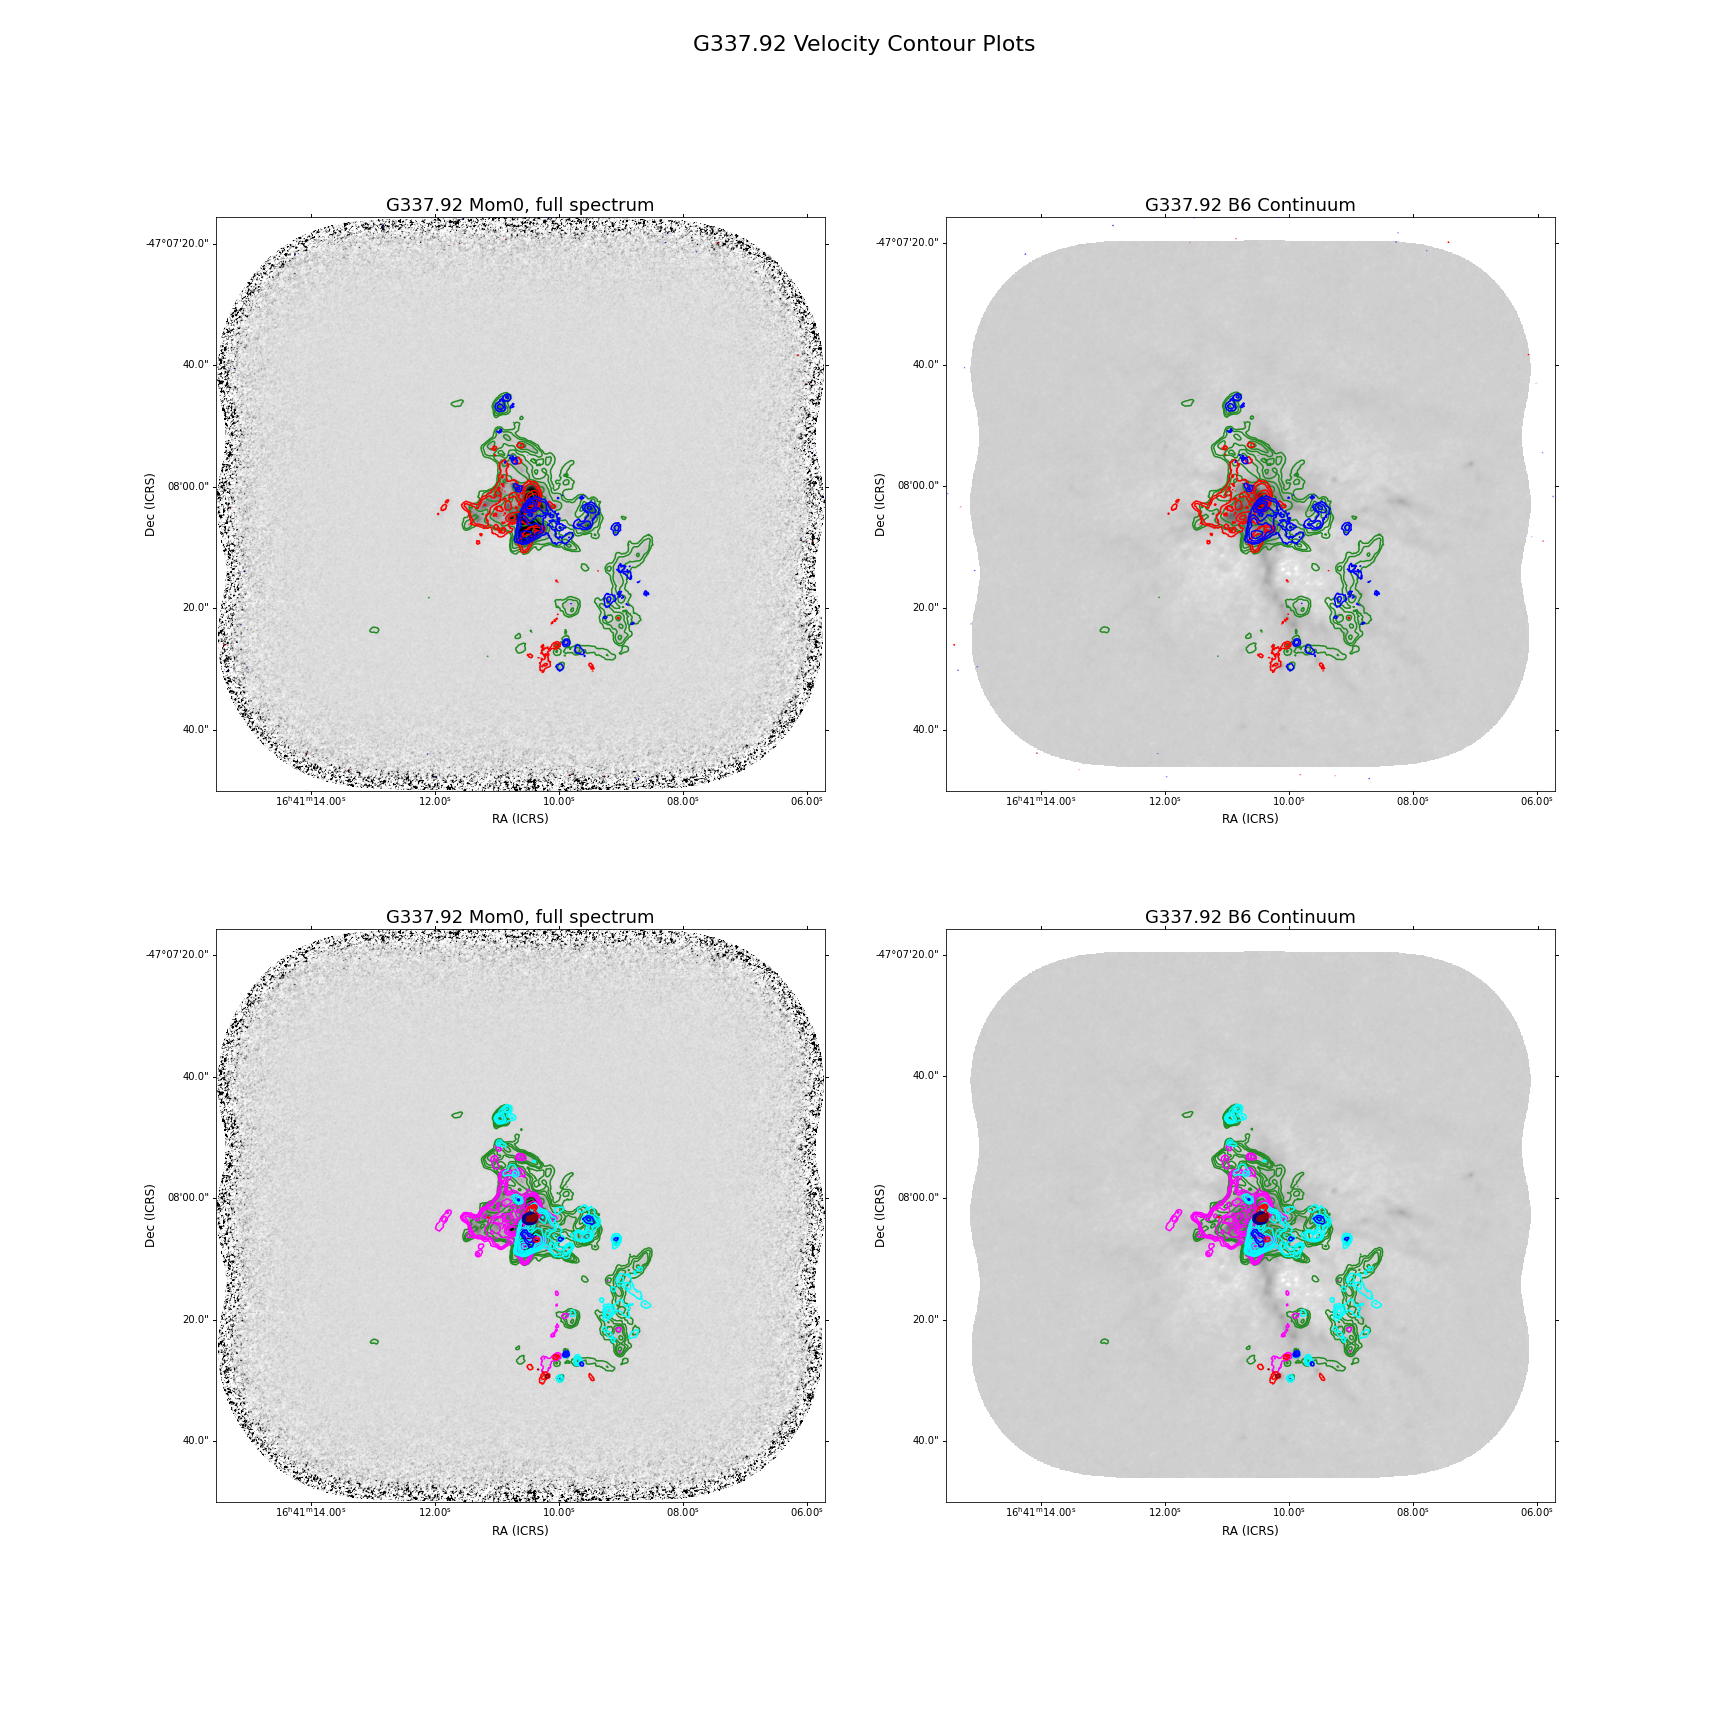 G337.92 Velocity Contour Plots
G337.92 Mom0, full spectrum
-47°07'20.0"
40.0"
08'00.0"
20.0"
40.0"
Dec (ICRS)
16h41m14.00s 12.00s 10.00s 08.00s 06.00s
RA (ICRS)
G337.92 B6 Continuum
-47°07'20.0"
40.0"
08'00.0"
20.0"
40.0"
Dec (ICRS)
16h41m14.00s 12.00s 10.00s 08.00s 06.00s
RA (ICRS)
G337.92 Mom0, full spectrum
-47°07'20.0"
40.0"
08'00.0"
20.0"
40.0"
Dec (ICRS)
16h41m14.00s 12.00s 10.00s 08.00s 06.00s
RA (ICRS)
G337.92 B6 Continuum
-47°07'20.0"
40.0"
08'00.0"
20.0"
40.0"
Dec (ICRS)
16h41m14.00s 12.00s 10.00s 08.00s 06.00s
RA (ICRS)